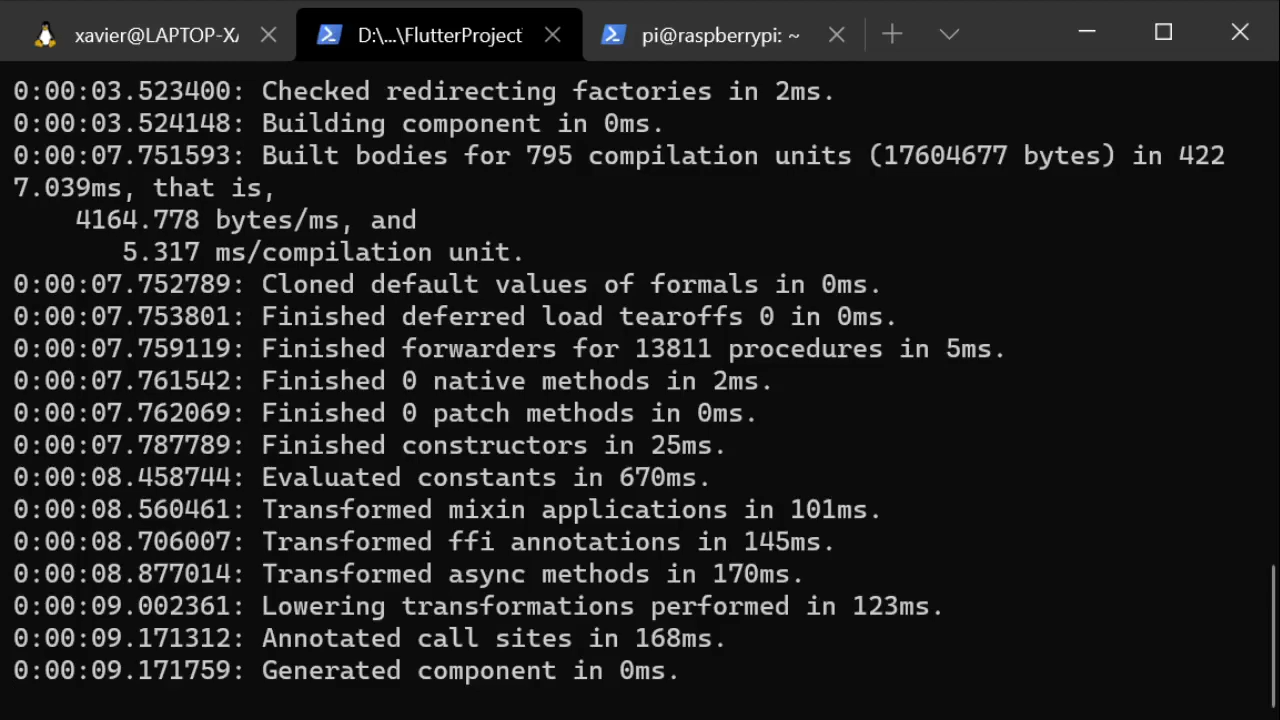 xavier@LAPTOP-XA
D:\...\FlutterProject
pi@raspberrypi: ~
0:00:03.523400: Checked redirecting factories in 2ms.
0:00:03.524148: Building component in 0ms.
0:00:07.751593: Built bodies for 795 compilation units (17604677 bytes) in 422
7.039ms, that is,
    4164.778 bytes/ms, and
       5.317 ms/compilation unit.
0:00:07.752789: Cloned default values of formals in 0ms.
0:00:07.753801: Finished deferred load tearoffs 0 in 0ms.
0:00:07.759119: Finished forwarders for 13811 procedures in 5ms.
0:00:07.761542: Finished 0 native methods in 2ms.
0:00:07.762069: Finished 0 patch methods in 0ms.
0:00:07.787789: Finished constructors in 25ms.
0:00:08.458744: Evaluated constants in 670ms.
0:00:08.560461: Transformed mixin applications in 101ms.
0:00:08.706007: Transformed ffi annotations in 145ms.
0:00:08.877014: Transformed async methods in 170ms.
0:00:09.002361: Lowering transformations performed in 123ms.
0:00:09.171312: Annotated call sites in 168ms.
0:00:09.171759: Generated component in 0ms.